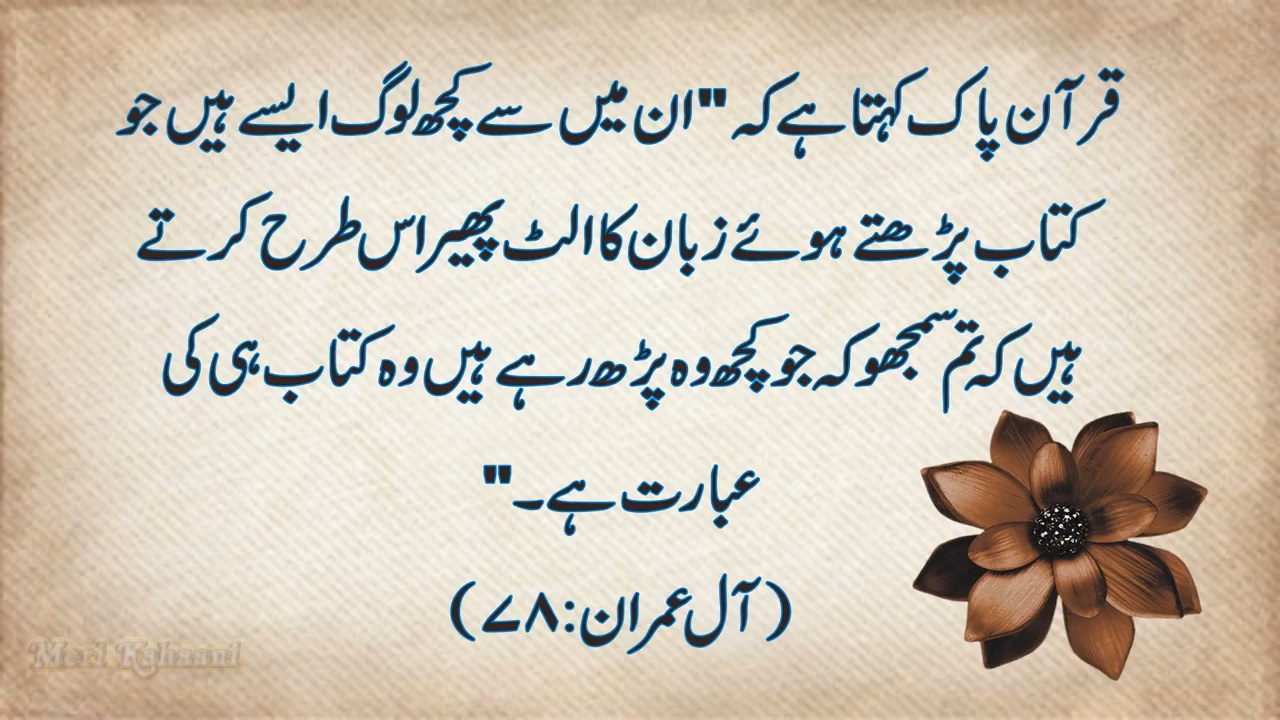 قرآن پاک کہتا ہے کہ "ان میں سے کچھ لوگ ایسے ہیں جو
کتاب پڑھتے ہوئے زبان کا الٹ پھیر اس طرح کرتے
ہیں کہ تم سمجھو کہ جو کچھ وہ پڑھ رہے ہیں وہ کتاب ہی کی
عبارت ہے۔"
(آل عمران: ۷۸)
Meri Kahaani